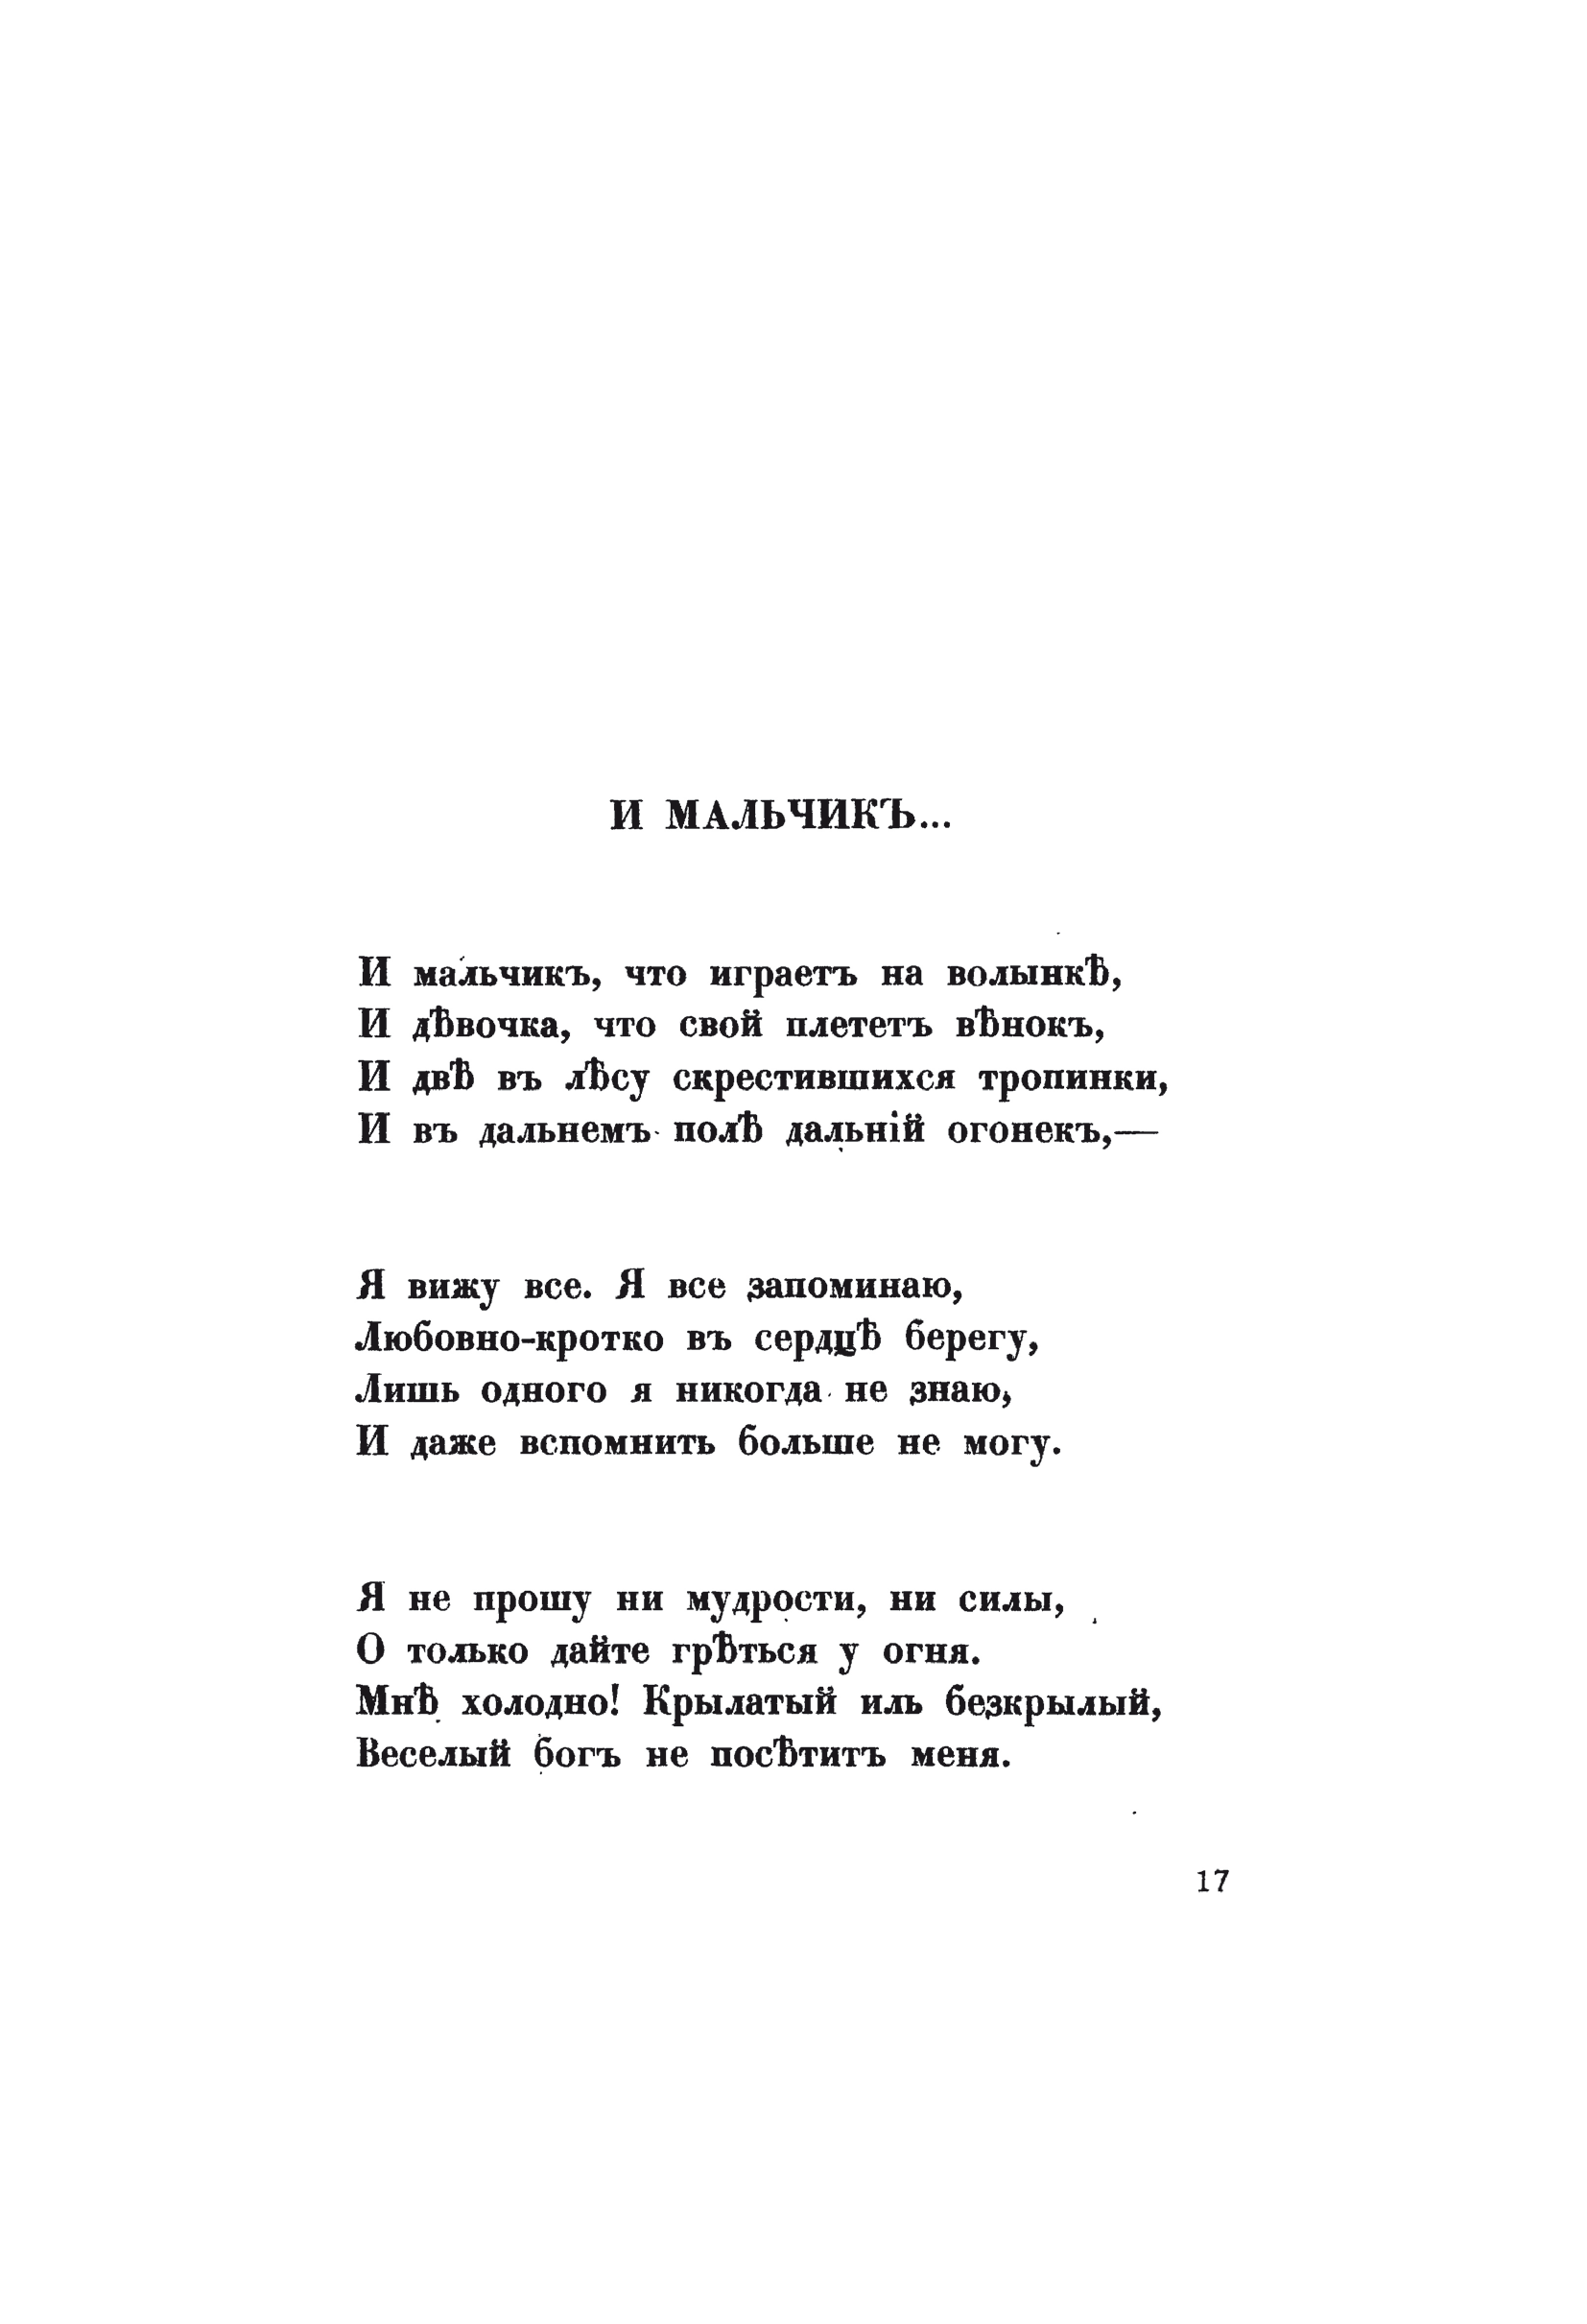 И МАЛЬЧИКЪ...
И мальчикъ, что играетъ на волынкѣ,
И дѣвочка, что свой плететъ вѣнокъ,
И двѣ въ лѣсу скрестившихся тропинки,
И въ дальнемъ полѣ дальній огонекъ,—
Я вижу все. Я все запоминаю,
Любовно-кротко въ сердцѣ берегу,
Лишь одного я никогда не знаю,
И даже вспомнить больше не могу.
Я не прошу ни мудрости, ни силы,
О только дайте грѣться у огня.
Мнѣ холодно! Крылатый иль безкрылый,
Веселый богъ не посѣтитъ меня.
17